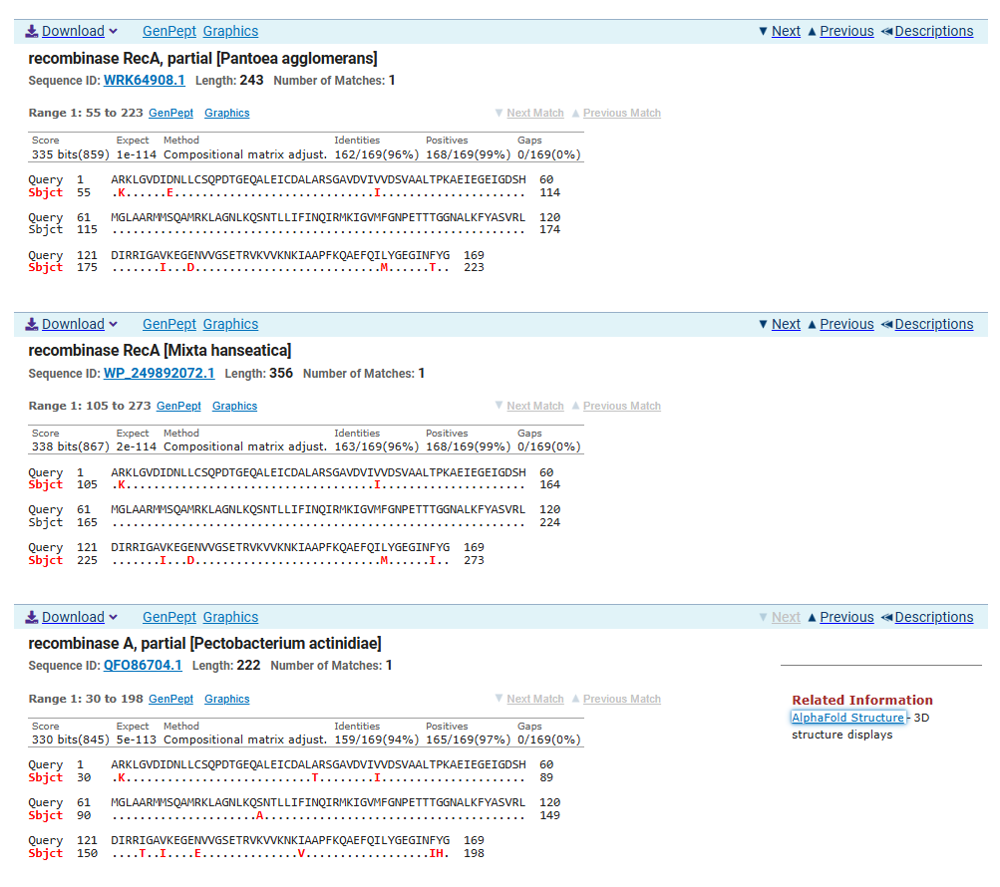 Download GenPept Graphics ▼ Next ▲ Previous ◀ Descriptions
recombinase RecA, partial [Pantoea agglomerans]
Sequence ID: WRK64908.1 Length: 243 Number of Matches: 1
Range 1: 55 to 223 GenPept Graphics ▼ Next Match ▲ Previous Match
Score Expect Method Identities Positives Gaps
335 bits(859) 1e-114 Compositional matrix adjust. 162/169(96%) 168/169(99%) 0/169(0%)
Query 1 ARKLGVDIDNLLCSQPDTGEQALEICDALARSGAVDVIVVDSVAALTPKAEIEGEIGDSH 60
Sbjct 55 .K......E.............................I..................... 114
Query 61 MGLAARMMSQAMRKLAGNLKQSNTLLIFINQIRMKIGVMFGNPETTTGGNALKFYASVRL 120
Sbjct 115 ............................................................ 174
Query 121 DIRRIGAVKEGENVVGSETRVKVVKNKIAAPFKQAEFQILYGEGINFYG 169
Sbjct 175 .......I...D...........................M......T.. 223
Download GenPept Graphics ▼ Next ▲ Previous ◀ Descriptions
recombinase RecA [Mixta hanseatica]
Sequence ID: WP_249892072.1 Length: 356 Number of Matches: 1
Range 1: 105 to 273 GenPept Graphics ▼ Next Match ▲ Previous Match
Score Expect Method Identities Positives Gaps
338 bits(867) 2e-114 Compositional matrix adjust. 163/169(96%) 168/169(99%) 0/169(0%)
Query 1 ARKLGVDIDNLLCSQPDTGEQALEICDALARSGAVDVIVVDSVAALTPKAEIEGEIGDSH 60
Sbjct 105 .K....................................I..................... 164
Query 61 MGLAARMMSQAMRKLAGNLKQSNTLLIFINQIRMKIGVMFGNPETTTGGNALKFYASVRL 120
Sbjct 165 ............................................................ 224
Query 121 DIRRIGAVKEGENVVGSETRVKVVKNKIAAPFKQAEFQILYGEGINFYG 169
Sbjct 225 .......I...D...........................M......I.. 273
Download GenPept Graphics ▼ Next ▲ Previous ◀ Descriptions
recombinase A, partial [Pectobacterium actinidiae]
Sequence ID: QFO86704.1 Length: 222 Number of Matches: 1
Range 1: 30 to 198 GenPept Graphics ▼ Next Match ▲ Previous Match
Score Expect Method Identities Positives Gaps
330 bits(845) 5e-113 Compositional matrix adjust. 159/169(94%) 165/169(97%) 0/169(0%)
Query 1 ARKLGVDIDNLLCSQPDTGEQALEICDALARSGAVDVIVVDSVAALTPKAEIEGEIGDSH 60
Sbjct 30 .K...........................T........I..................... 89
Query 61 MGLAARMMSQAMRKLAGNLKQSNTLLIFINQIRMKIGVMFGNPETTTGGNALKFYASVRL 120
Sbjct 90 .....................A...................................... 149
Query 121 DIRRIGAVKEGENVVGSETRVKVVKNKIAAPFKQAEFQILYGEGINFYG 169
Sbjct 150 ....T..I....E..............V..................IH. 198
Related Information
AlphaFold Structure - 3D
structure displays